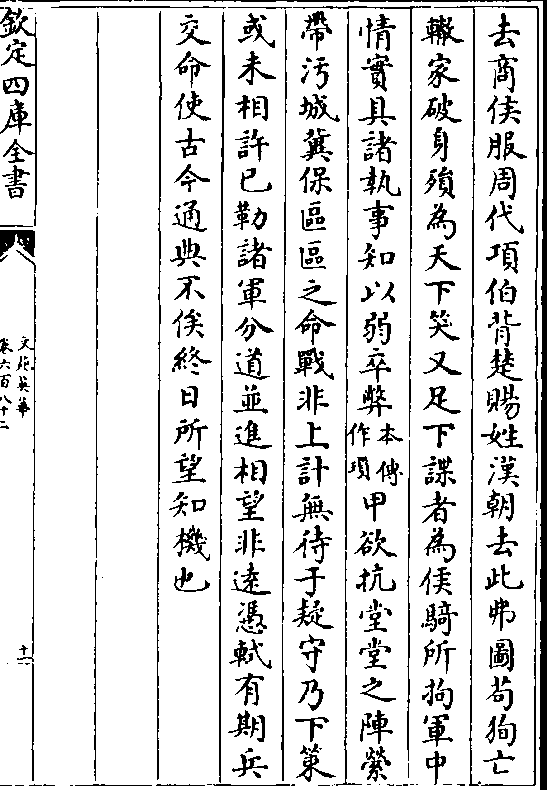 去商侯服周代項伯背楚賜姓漢朝去此弗圖苟狥亡
轍家破身殞為天下笑又足下諜者為侯騎所拘軍中
情實具諸執事知以弱卒弊本傳作項甲欲抗堂堂之陣縈
帶污城冀保區區之命戰非上計無待于疑守乃下策
或未相許已勒諸軍分道並進相望非逺憑軾有期兵
交命使古今通典不俟終日所望知機也
欽定四庫全書
文苑英華
卷六百八十二
十一